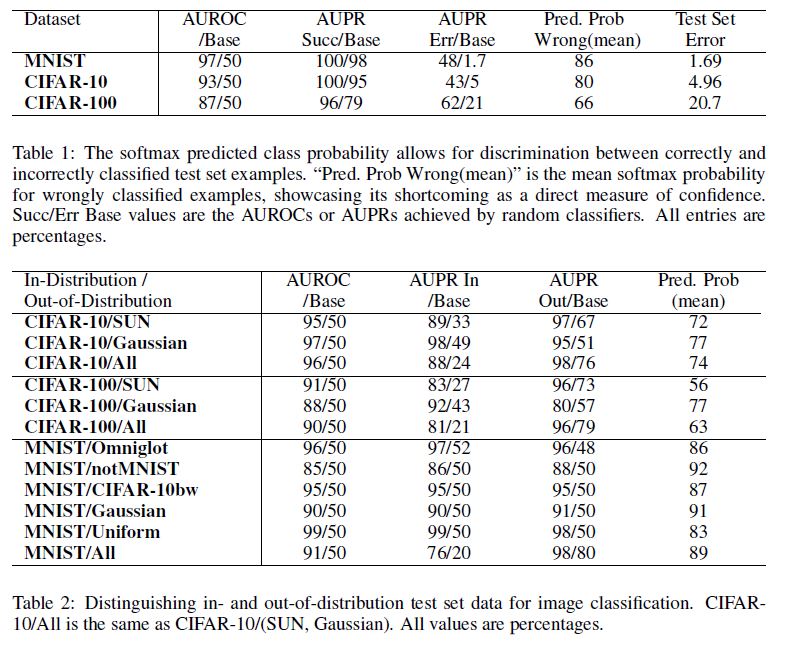 Dataset AUROC AUPR AUPR Pred. Prob Test Set
/Base Succ/Base Err/Base Wrong(mean) Error
MNIST 97/50 100/98 48/1.7 86 1.69
CIFAR-10 93/50 100/95 43/5 80 4.96
CIFAR-100 87/50 96/79 62/21 66 20.7
Table 1: The softmax predicted class probability allows for discrimination between correctly and
incorrectly classified test set examples. “Pred. Prob Wrong(mean)” is the mean softmax probability
for wrongly classified examples, showcasing its shortcoming as a direct measure of confidence.
Succ/Err Base values are the AUROCs or AUPRs achieved by random classifiers. All entries are
percentages.
In-Distribution / AUROC AUPR In AUPR Pred. Prob
Out-of-Distribution /Base /Base Out/Base (mean)
CIFAR-10/SUN 95/50 89/33 97/67 72
CIFAR-10/Gaussian 97/50 98/49 95/51 77
CIFAR-10/All 96/50 88/24 98/76 74
CIFAR-100/SUN 91/50 83/27 96/73 56
CIFAR-100/Gaussian 88/50 92/43 80/57 77
CIFAR-100/All 90/50 81/21 96/79 63
MNIST/Omniglot 96/50 97/52 96/48 86
MNIST/notMNIST 85/50 86/50 88/50 92
MNIST/CIFAR-10bw 95/50 95/50 95/50 87
MNIST/Gaussian 90/50 90/50 91/50 91
MNIST/Uniform 99/50 99/50 98/50 83
MNIST/All 91/50 76/20 98/80 89
Table 2: Distinguishing in- and out-of-distribution test set data for image classification. CIFAR-
10/All is the same as CIFAR-10/(SUN, Gaussian). All values are percentages.